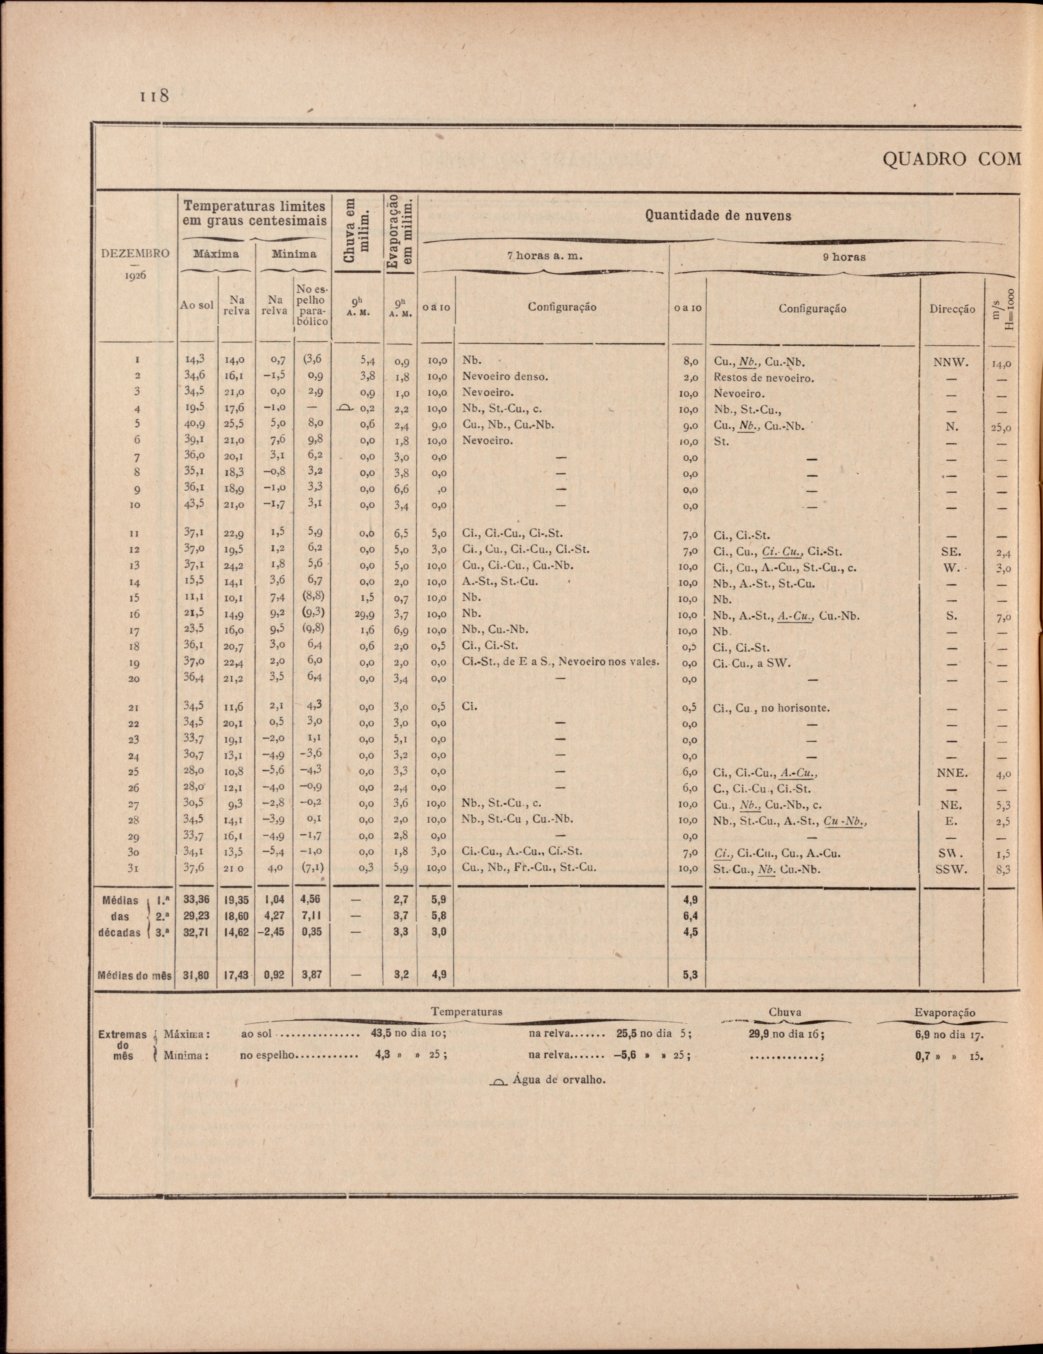 118
QUADRO COM
DEZEMBRO — 1926
Temperaturas limites em graus centesimais
Máxima Minima
Ao sol Na relva Na relva No espelho parabólico
Chuva em milim. 9h A. M.
Evaporação em milim. 9h A. M.
Quantidade de nuvens
7 horas a. m. 9 horas
0 a 10 Configuração 0 a 10 Configuração Direcção m/s H=1000
1 14,3 14,0 0,7 (3,6 5,4 0,9 10,0 Nb. 8,0 Cu., Nb., Cu.-Nb. NNW. 14,0
2 34,6 16,1 −1,5 0,9 3,8 1,8 10,0 Nevoeiro denso. 2,0 Restos de nevoeiro. — —
3 34,5 21,0 0,0 2,9 0,9 1,0 10,0 Nevoeiro. 10,0 Nevoeiro. — —
4 19,5 17,6 −1,0 — 0,2 2,2 10,0 Nb., St.-Cu., c. 10,0 Nb., St.-Cu., — —
5 40,9 25,5 5,0 8,0 0,6 2,4 9,0 Cu., Nb., Cu.-Nb. 9,0 Cu., Nb., Cu.-Nb. N. 25,0
6 39,1 21,0 7,6 9,8 0,0 1,8 10,0 Nevoeiro. 10,0 St. — —
7 36,0 20,1 3,1 6,2 0,0 3,0 0,0 — 0,0 — — —
8 35,1 18,3 −0,8 3,2 0,0 3,8 0,0 — 0,0 — — —
9 36,1 18,9 −1,0 3,3 0,0 6,6 ,0 — 0,0 — — —
10 43,5 21,0 −1,7 3,1 0,0 3,4 0,0 — 0,0 — — —
11 37,1 22,9 1,5 5,9 0,0 6,5 5,0 Ci., Ci.-Cu., Ci-.St. 7,0 Ci., Ci.-St. — —
12 37,0 19,5 1,2 6,2 0,0 5,0 3,0 Ci., Cu., Ci.-Cu., Ci.-St. 7,0 Ci., Cu., Ci.-Cu., Ci.-St. SE. 2,4
13 37,1 24,2 1,8 5,6 0,0 5,0 10,0 Cu., Ci.-Cu., Cu.-Nb. 10,0 Ci., Cu., A.-Cu., St.-Cu., c. W. 3,0
14 15,5 14,1 3,6 6,7 0,0 2,0 10,0 A.-St., St.-Cu. 10,0 Nb., A.-St., St.-Cu. — —
15 11,1 10,1 7,4 (8,8) 1,5 0,7 10,0 Nb. 10,0 Nb. — —
16 21,5 14,9 9,2 (9,3) 29,9 3,7 10,0 Nb. 10,0 Nb., A.-St., A.-Cu., Cu.-Nb. S. 7,0
17 23,5 16,0 9,5 (9,8) 1,6 6,9 10,0 Nb., Cu.-Nb. 10,0 Nb. — —
18 36,1 20,7 3,0 6,4 0,6 2,0 0,5 Ci., Ci.-St. 0,5 Ci., Ci.-St. — —
19 37,0 22,4 2,0 6,0 0,0 2,0 0,0 Ci.-St., de E a S., Nevoeiro nos vales. 0,0 Ci. Cu., a SW. — —
20 36,4 21,2 3,5 6,4 0,0 3,4 0,0 — 0,0 — — —
21 34,5 11,6 2,1 4,3 0,0 3,0 0,5 Ci. 0,5 Ci., Cu., no horisonte. — —
22 34,5 20,1 0,5 3,0 0,0 3,0 0,0 — 0,0 — — —
23 33,7 19,1 −2,0 1,1 0,0 5,1 0,0 — 0,0 — — —
24 30,7 13,1 −4,9 −3,6 0,0 3,2 0,0 — 0,0 — — —
25 28,0 10,8 −5,6 −4,3 0,0 3,3 0,0 — 6,0 Ci., Ci.-Cu., A.-Cu., NNE. 4,0
26 28,0 12,1 −4,0 −0,9 0,0 2,4 0,0 — 6,0 C., Ci.-Cu., Ci.-St. — —
27 30,5 9,3 −2,8 −0,2 0,0 3,6 10,0 Nb., St.-Cu., c. 10,0 Cu., Nb., Cu.-Nb., c. NE. 5,3
28 34,5 14,1 −3,9 0,1 0,0 2,0 10,0 Nb., St.-Cu., Cu.-Nb. 10,0 Nb., St.-Cu., A.-St., Cu-Nb., E. 2,5
29 33,7 16,1 −4,9 −1,7 0,0 2,8 0,0 — 0,0 — — —
30 34,1 13,5 −5,4 −1,0 0,0 1,8 3,0 Ci.-Cu., A.-Cu., Ci.-St. 7,0 Ci., Ci.-Cu., Cu., A.-Cu. SW. 1,5
31 37,6 21 0 4,0 (7,1) 0,3 5,9 10,0 Cu., Nb., Fr.-Cu., St.-Cu. 10,0 St.-Cu., Nb. Cu.-Nb. SSW. 8,3
Médias 1.ª 33,36 19,35 1,04 4,56 — 2,7 5,9 4,9
das 2.ª 29,23 18,60 4,27 7,11 — 3,7 5,8 6,4
décadas 3.ª 32,71 14,62 −2,45 0,35 — 3,3 3,0 4,5
Médias do mês 31,80 17,43 0,92 3,87 — 3,2 4,9 5,3
Temperaturas Chuva Evaporação
Extremas do mês
Máxima: ao sol ................ 43,5 no dia 10; na relva....... 25,5 no dia 5; 29,9 no dia 16; 6,9 no dia 17.
Minima: no espelho............ 4,3 » » 25; na relva....... −5,6 » » 25; ............; 0,7 » » 15.
Água de orvalho.